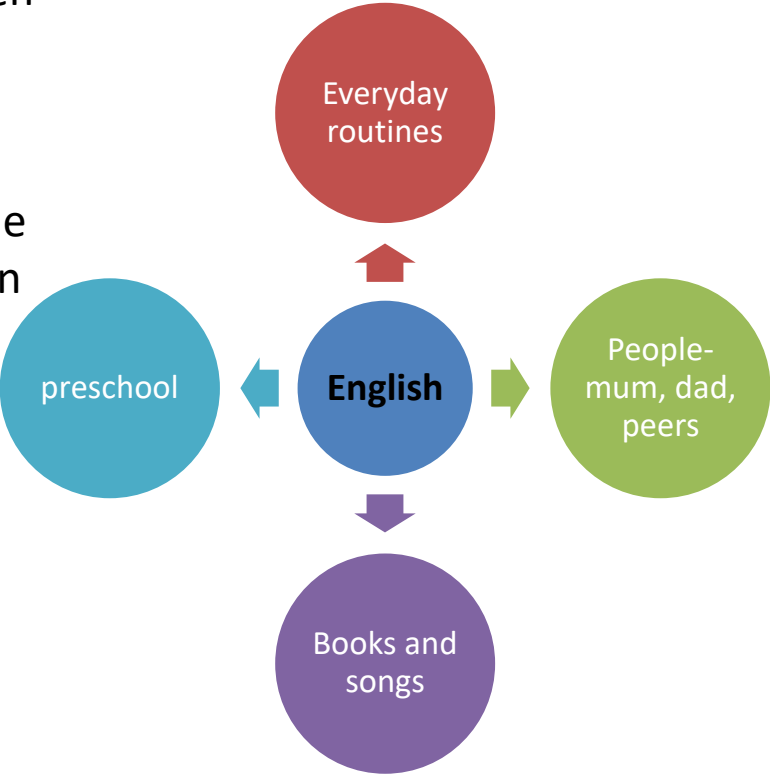 Everyday
routines
preschool
English
People-
mum, dad,
peers
Books and
songs